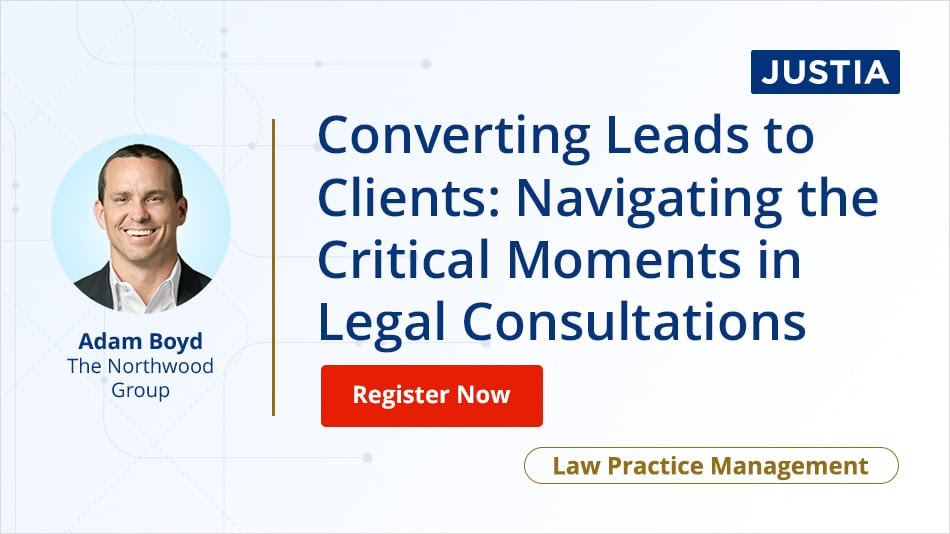 JUSTIA
Converting Leads to
Clients: Navigating the
Critical Moments in
Legal Consultations
Adam Boyd
The Northwood
Group
Register Now
Law Practice Management